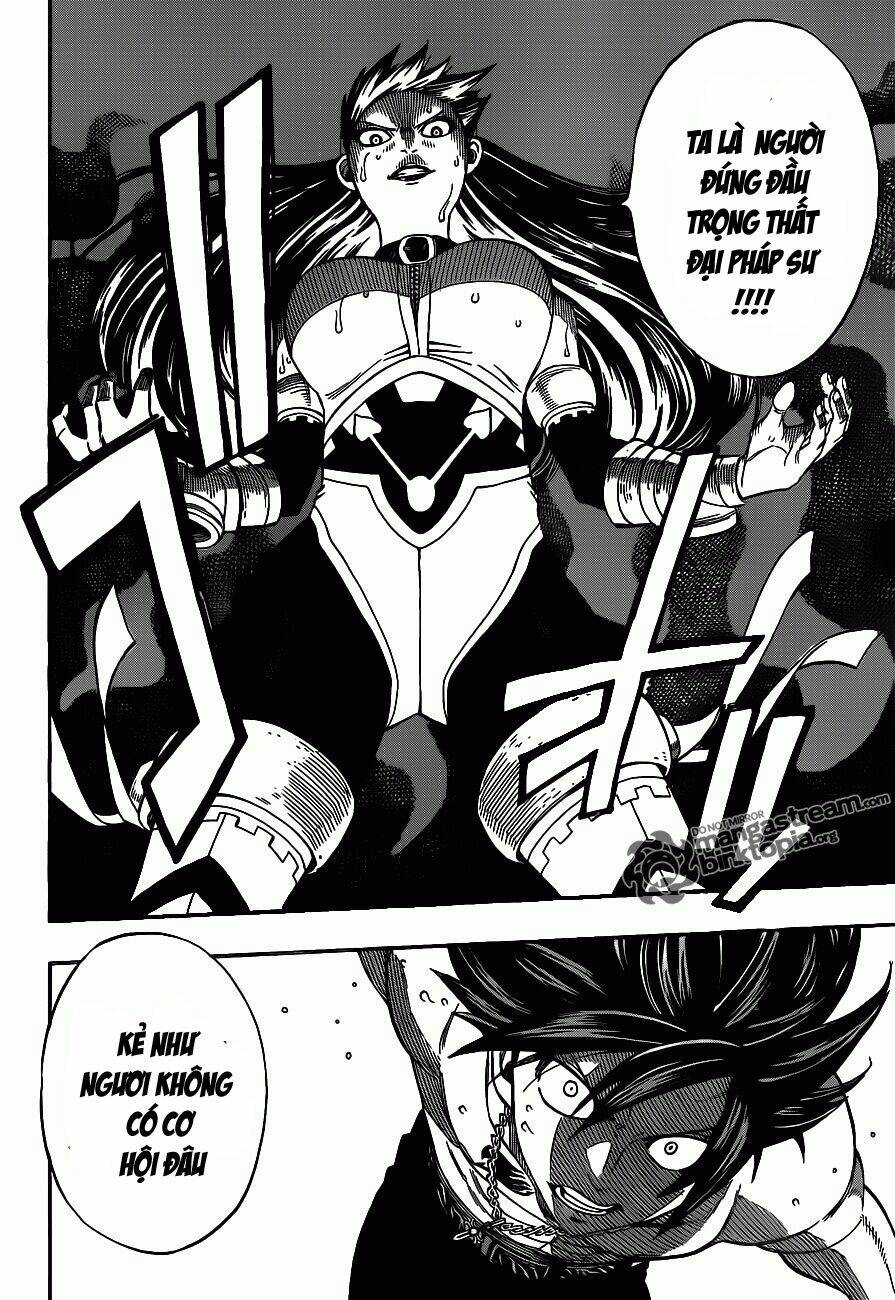 TA LÀ NGƯỜI
ĐỨNG ĐẦU
TRỌNG THẤT
ĐẠI PHÁP SƯ
!!!!
DO NOT MIRROR
mangastream.com
binktopia.org
KẺ NHƯ
NGƯƠI KHÔNG
CÓ CƠ
HỘI ĐÂU